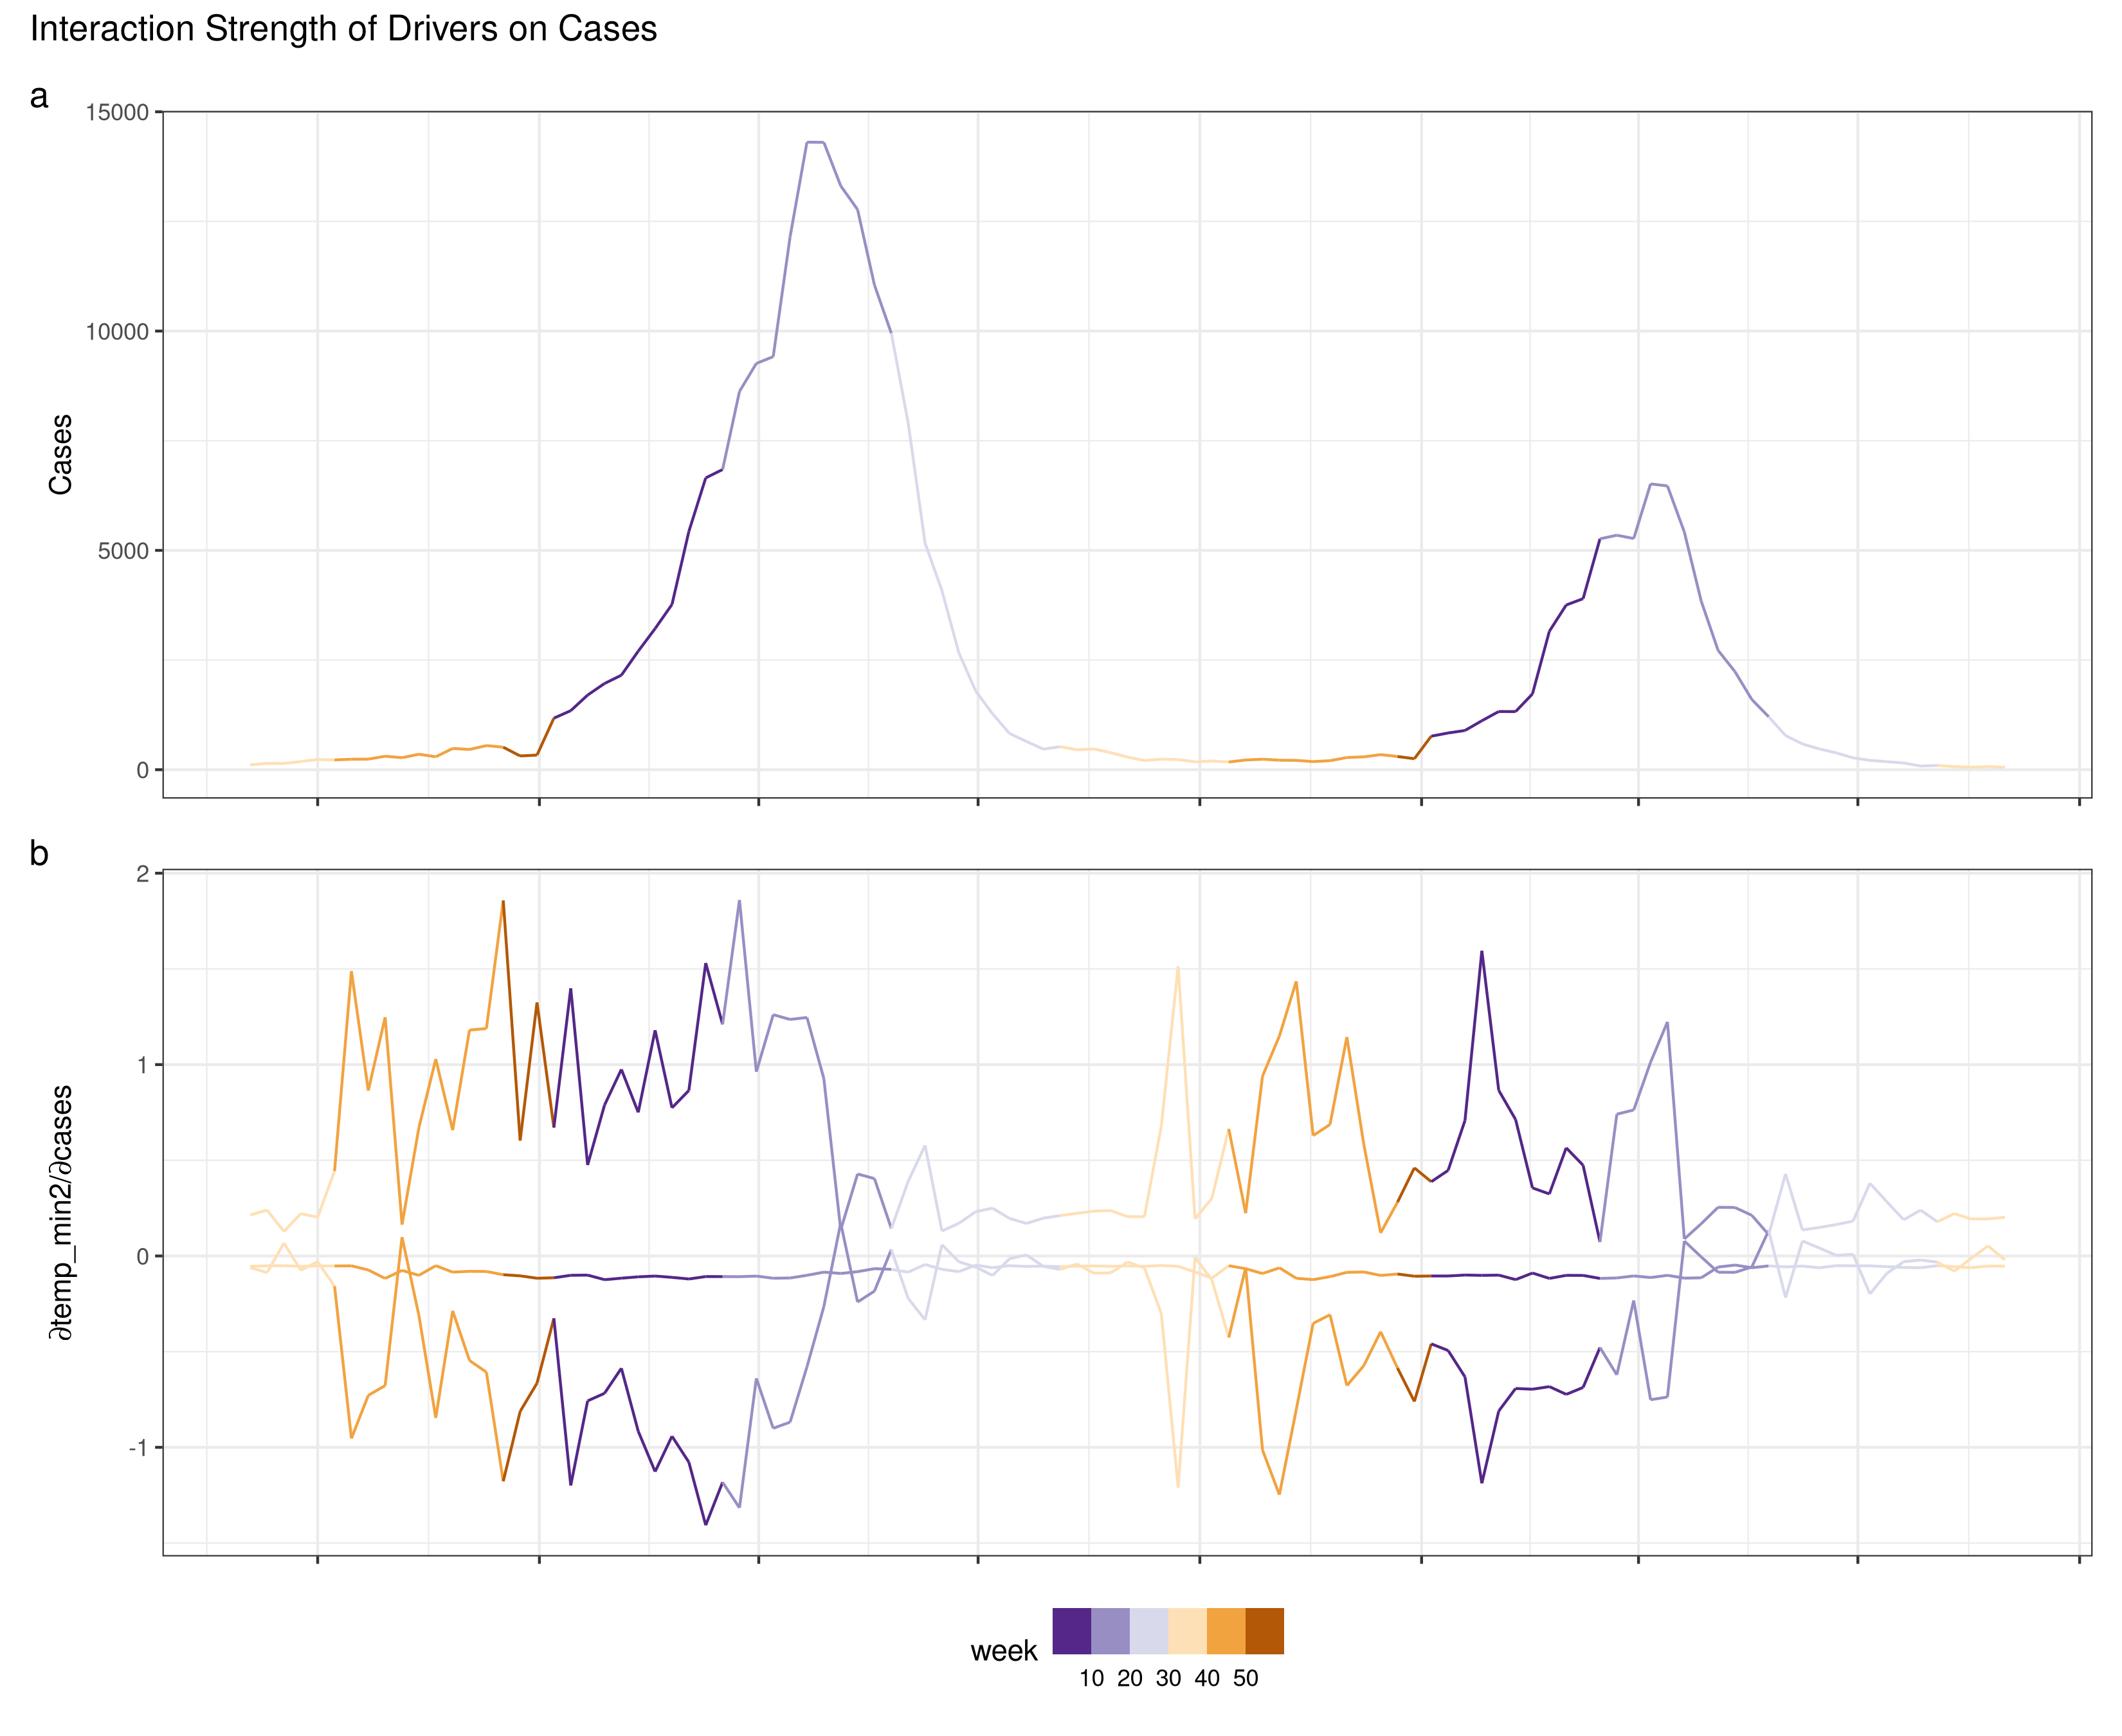 Interaction Strength of Drivers on Cases
a
15000
10000
5000
0
Cases
b
2
1
0
-1
∂temp_min2/∂cases
week
10 20 30 40 50